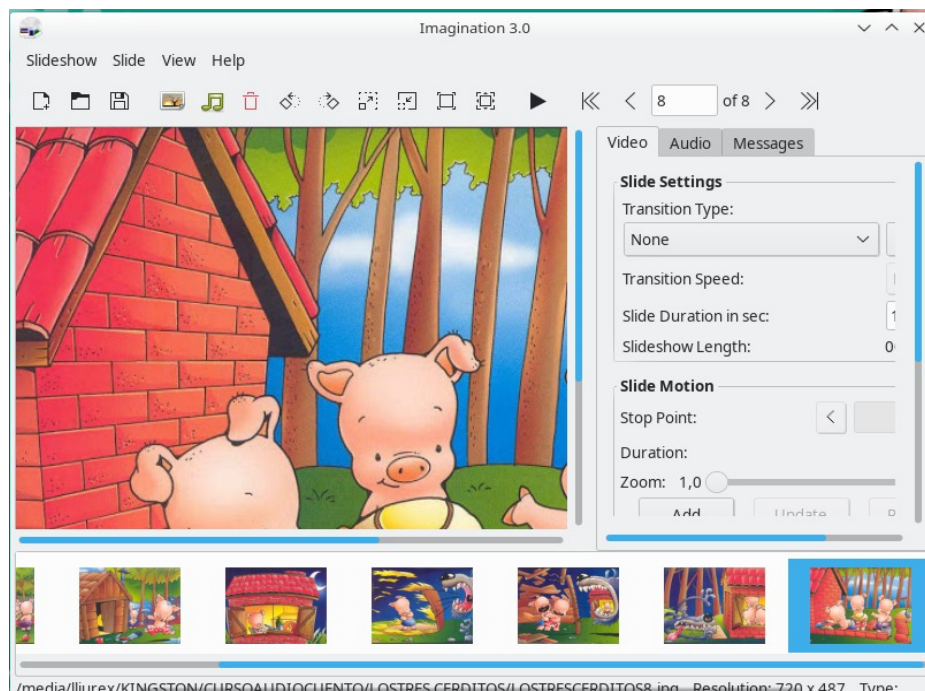 Imagination 3.0
Slideshow Slide View Help
8 of 8
Video Audio Messages
Slide Settings
Transition Type:
None
Transition Speed:
Slide Duration in sec:
Slideshow Length:
Slide Motion
Stop Point:
Duration:
Zoom: 1,0
Add Update
/media/lliurex/KINGSTON/CURSOAUDIOCUENTO/LOSTRES CERDITOS/LOSTRESCERDITOS8.jpg Resolution: 720 x 487 Type: